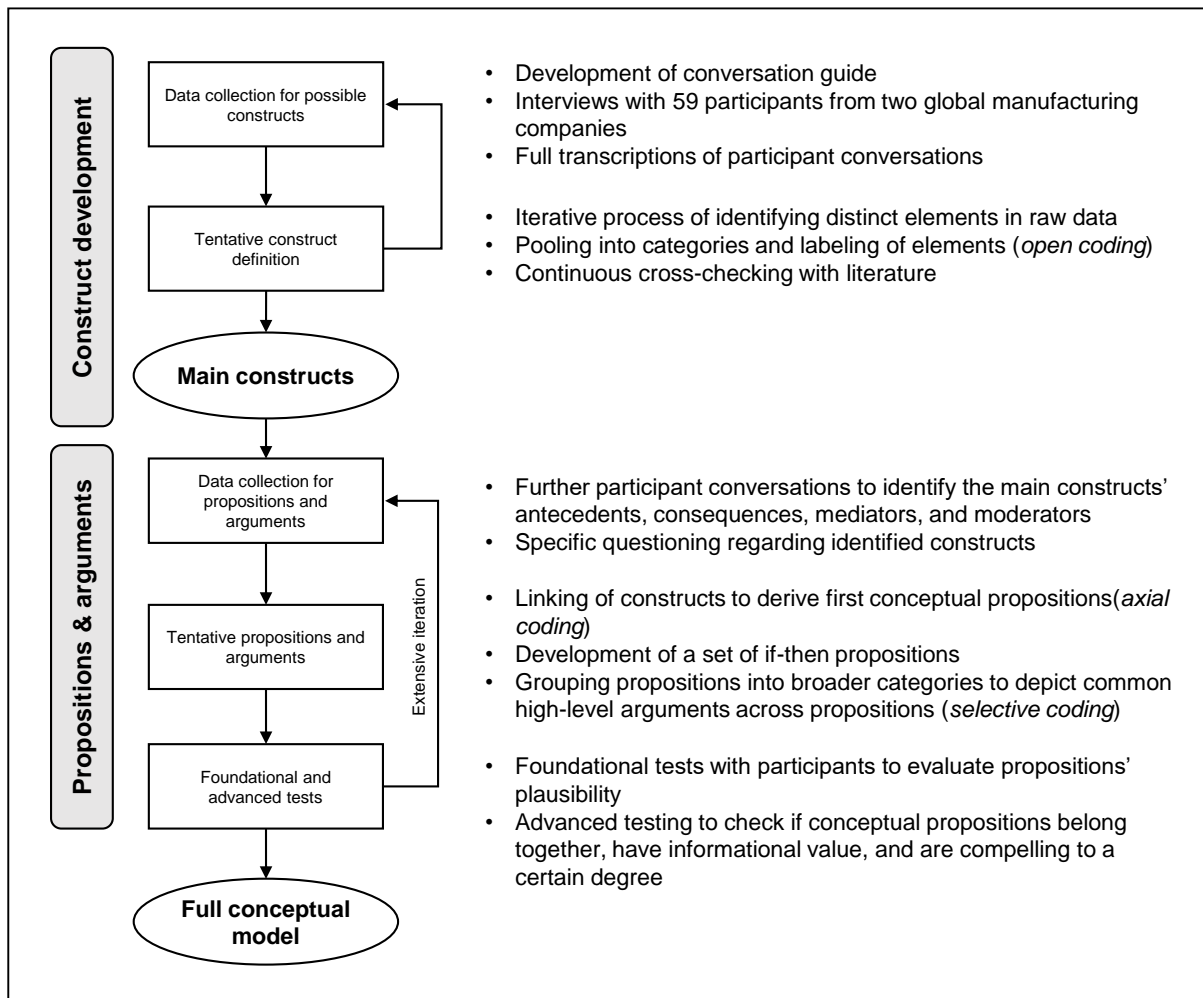 Construct development
Data collection for possible
constructs
• Development of conversation guide
• Interviews with 59 participants from two global manufacturing
companies
• Full transcriptions of participant conversations
Tentative construct
definition
• Iterative process of identifying distinct elements in raw data
• Pooling into categories and labeling of elements (open coding)
• Continuous cross-checking with literature
Main constructs
Propositions & arguments
Data collection for
propositions and
arguments
• Further participant conversations to identify the main constructs’
antecedents, consequences, mediators, and moderators
• Specific questioning regarding identified constructs
Extensive iteration
Tentative propositions and
arguments
• Linking of constructs to derive first conceptual propositions(axial
coding)
• Development of a set of if-then propositions
• Grouping propositions into broader categories to depict common
high-level arguments across propositions (selective coding)
Foundational and
advanced tests
• Foundational tests with participants to evaluate propositions’
plausibility
• Advanced testing to check if conceptual propositions belong
together, have informational value, and are compelling to a
certain degree
Full conceptual
model